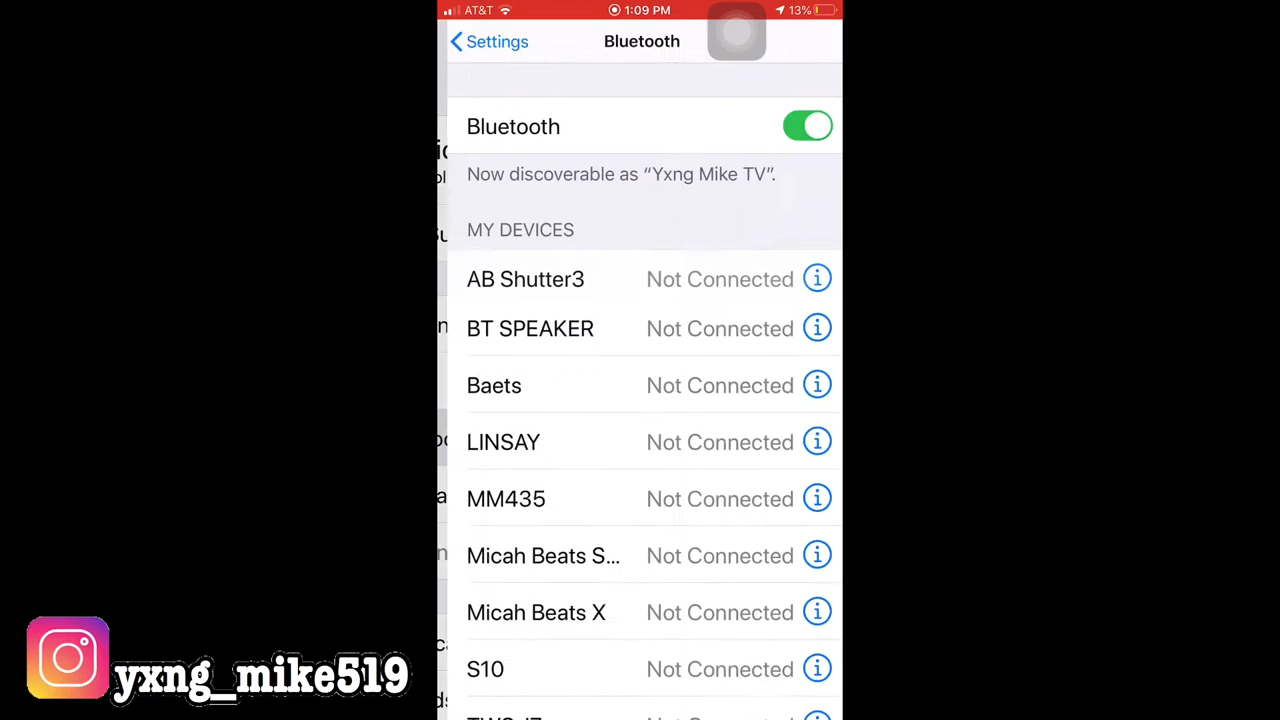 AT&T 1:09 PM 13%
Settings Bluetooth
Bluetooth
Now discoverable as “Yxng Mike TV”.
MY DEVICES
AB Shutter3 Not Connected
BT SPEAKER Not Connected
Baets Not Connected
LINSAY Not Connected
MM435 Not Connected
Micah Beats S... Not Connected
Micah Beats X Not Connected
S10 Not Connected
yxng_mike519